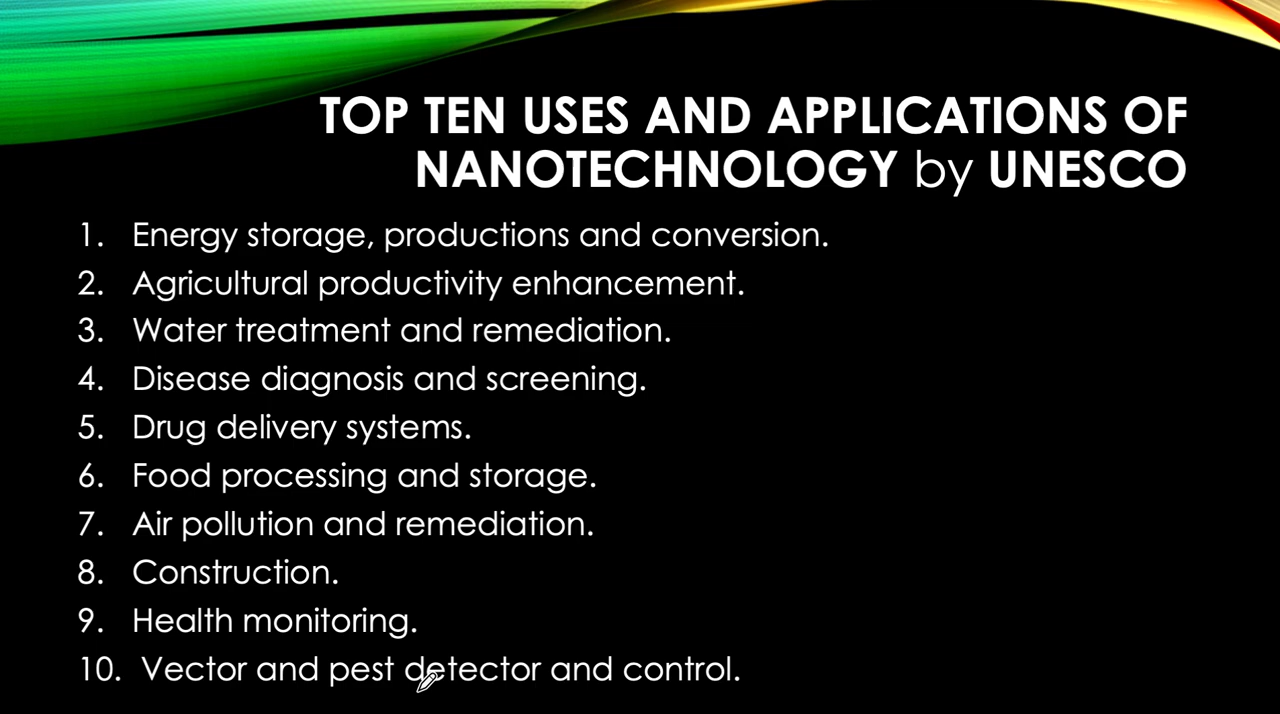 TOP TEN USES AND APPLICATIONS OF
NANOTECHNOLOGY by UNESCO
1. Energy storage, productions and conversion.
2. Agricultural productivity enhancement.
3. Water treatment and remediation.
4. Disease diagnosis and screening.
5. Drug delivery systems.
6. Food processing and storage.
7. Air pollution and remediation.
8. Construction.
9. Health monitoring.
10. Vector and pest detector and control.